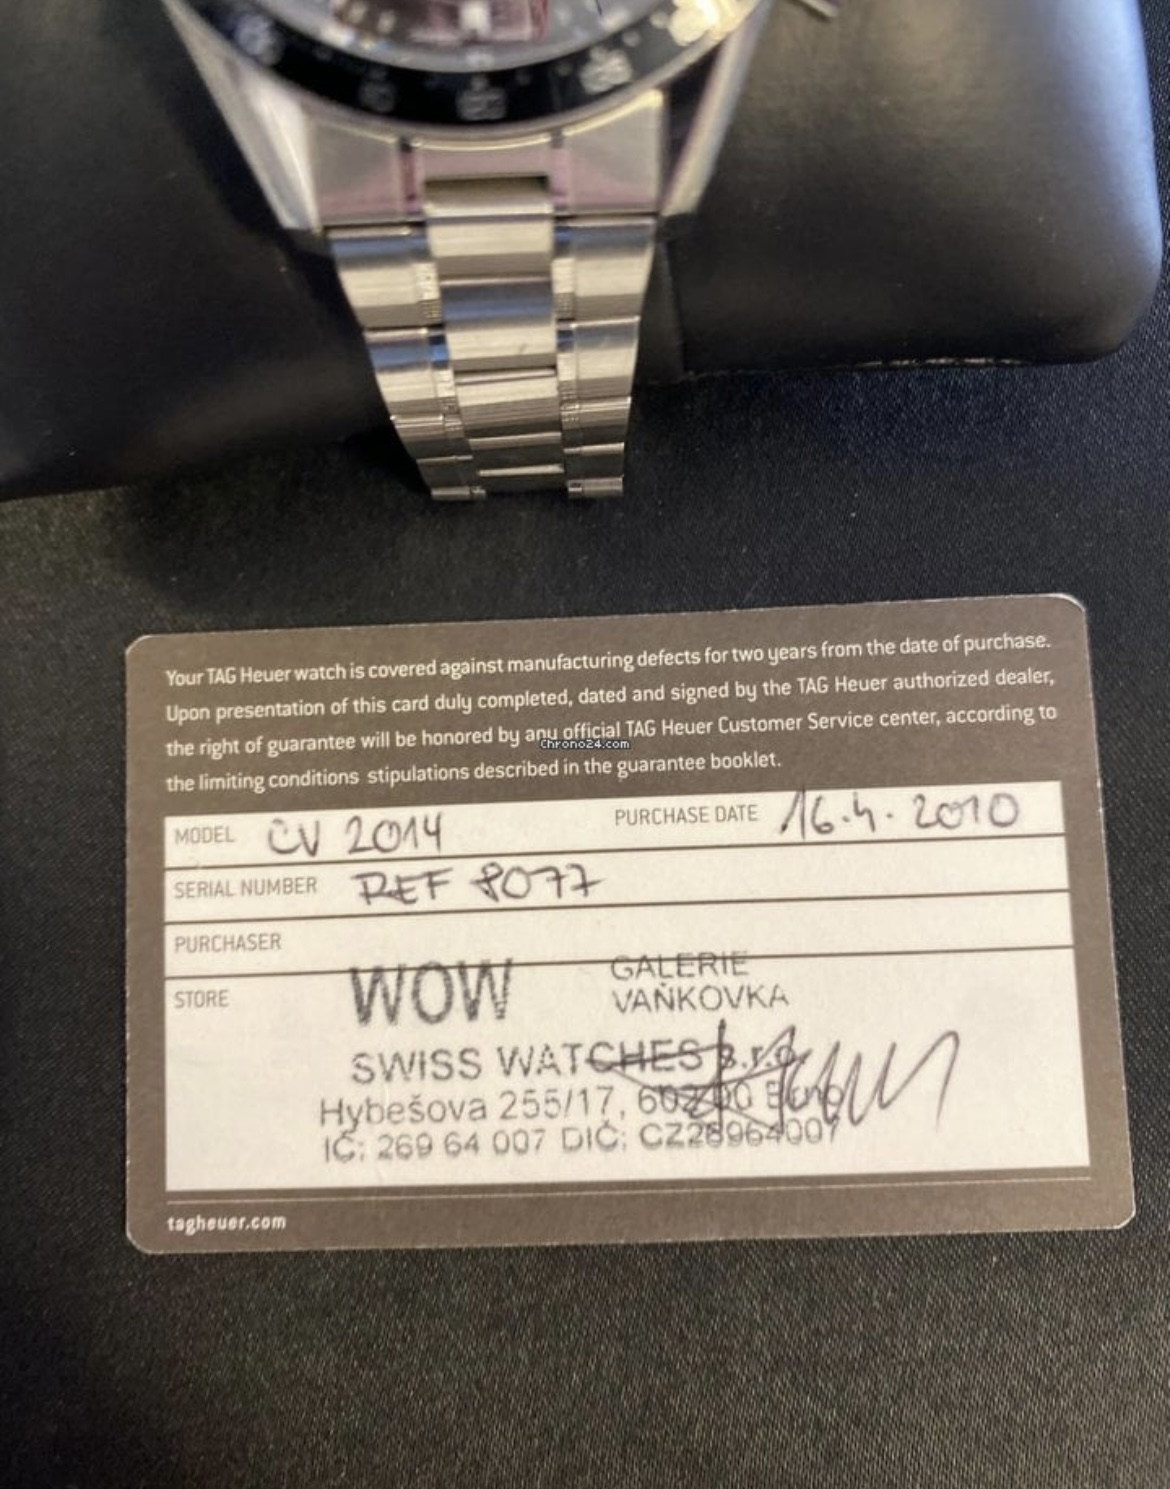 Your TAG Heuer watch is covered against manufacturing defects for two years from the date of purchase.
Upon presentation of this card duly completed, dated and signed by the TAG Heuer authorized dealer,
the right of guarantee will be honored by any official TAG Heuer Customer Service center, according to
Chrono24.com
the limiting conditions stipulations described in the guarantee booklet.
MODEL CV 2014 PURCHASE DATE 16.4.2010
SERIAL NUMBER REF 8077
PURCHASER
STORE WOW GALERIE
VAŇKOVKA
SWISS WATCHES s.r.o.
Hybešova 255/17, 602 00 Brno
IČ: 269 64 007 DIČ: CZ26964007
tagheuer.com